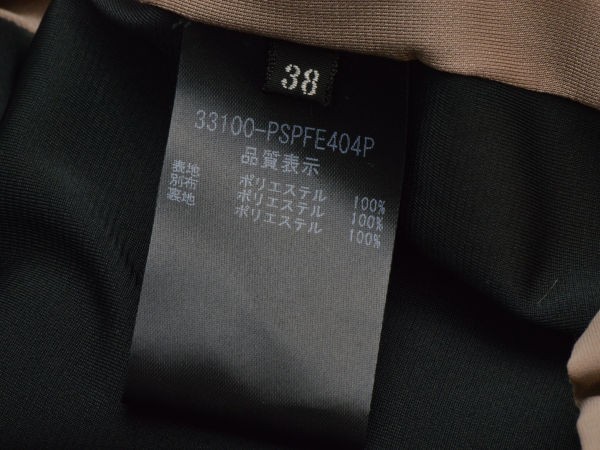 38
33100-PSPFE404P
品質表示
表地 ポリエステル 100%
別布 ポリエステル 100%
裏地 ポリエステル 100%